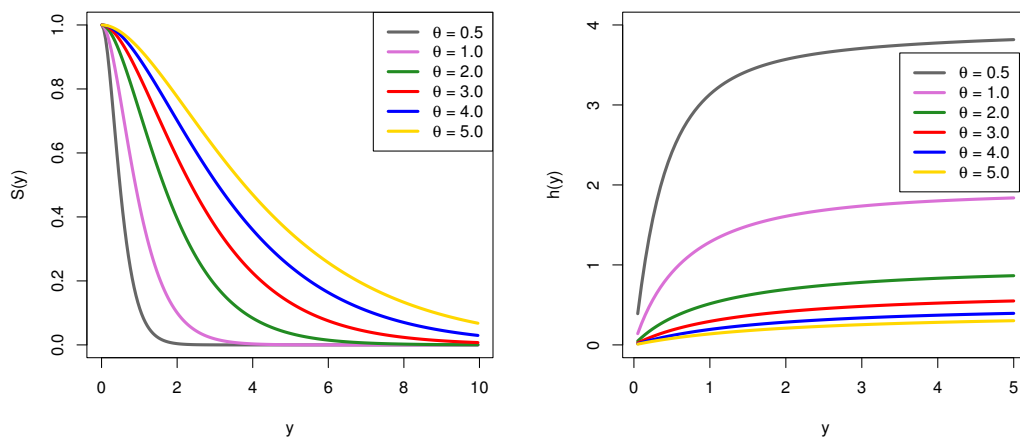 S(y)
1.0
0.8
0.6
0.4
0.2
0.0
0 2 4 6 8 10
y
θ = 0.5
θ = 1.0
θ = 2.0
θ = 3.0
θ = 4.0
θ = 5.0
h(y)
4
3
2
1
0
0 1 2 3 4 5
y
θ = 0.5
θ = 1.0
θ = 2.0
θ = 3.0
θ = 4.0
θ = 5.0